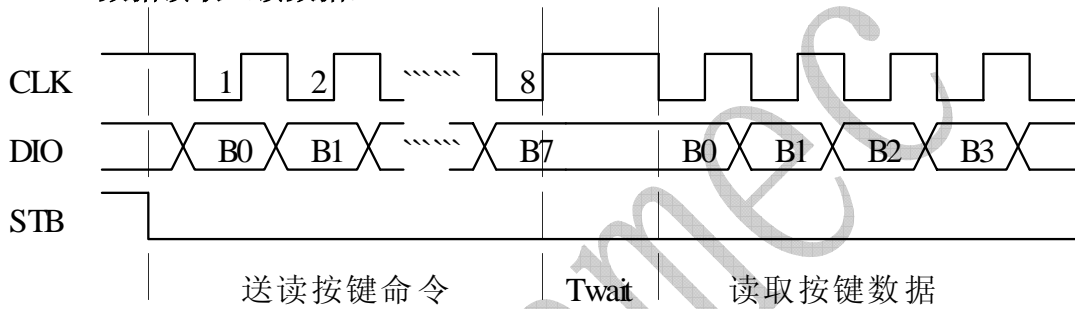 CLK 1 2 ...... 8
DIO B0 B1 ...... B7 B0 B1 B2 B3
STB
送读按键命令 Twait 读取按键数据